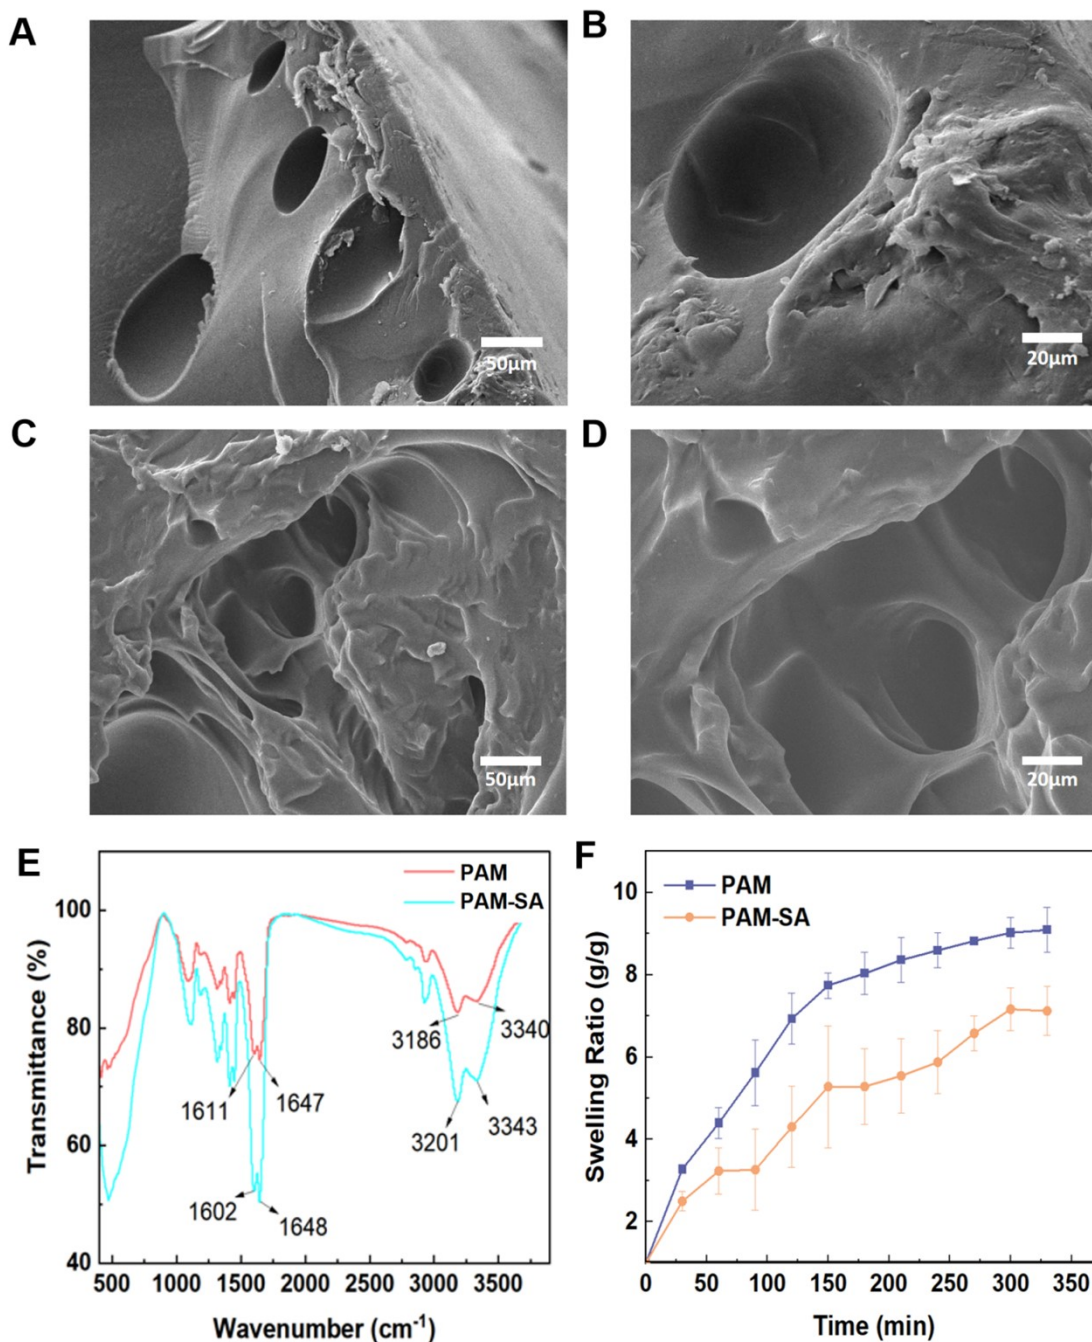 A
B
50μm
20μm
C
D
50μm
20μm
E
PAM
PAM-SA
100
80
60
40
Transmittance (%)
3186
3340
1611
1647
3201
3343
1602
1648
500 1000 1500 2000 2500 3000 3500
Wavenumber (cm⁻¹)
F
PAM
PAM-SA
10
8
6
4
2
Swelling Ratio (g/g)
0 50 100 150 200 250 300 350
Time (min)